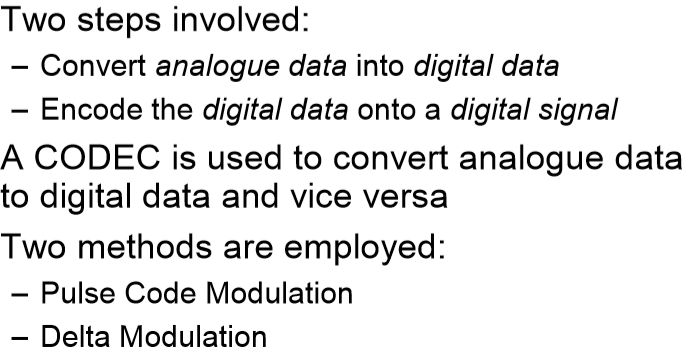 Two steps involved:
– Convert analogue data into digital data
– Encode the digital data onto a digital signal
A CODEC is used to convert analogue data
to digital data and vice versa
Two methods are employed:
– Pulse Code Modulation
– Delta Modulation